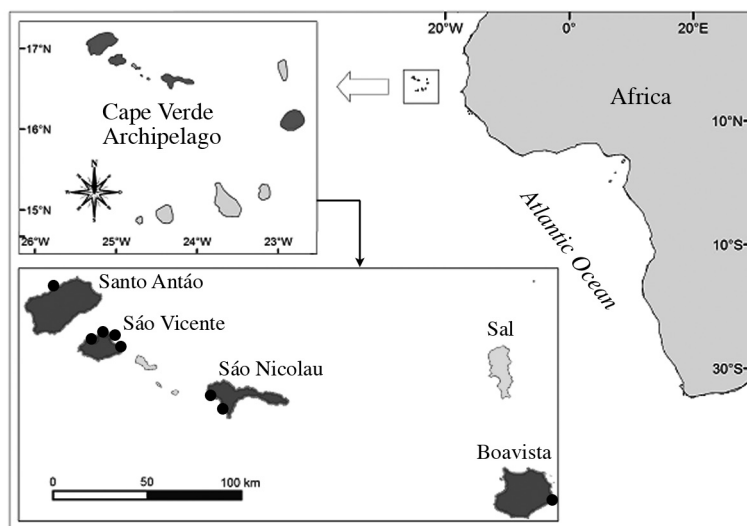 20°W 0° 20°E
17°N
16°N
15°N
26°W 25°W 24°W 23°W
Cape Verde
Archipelago
N
Africa
10°N
Atlantic Ocean
10°S
30°S
Santo Antáo
Sáo Vicente
Sáo Nicolau
Sal
Boavista
0 50 100 km